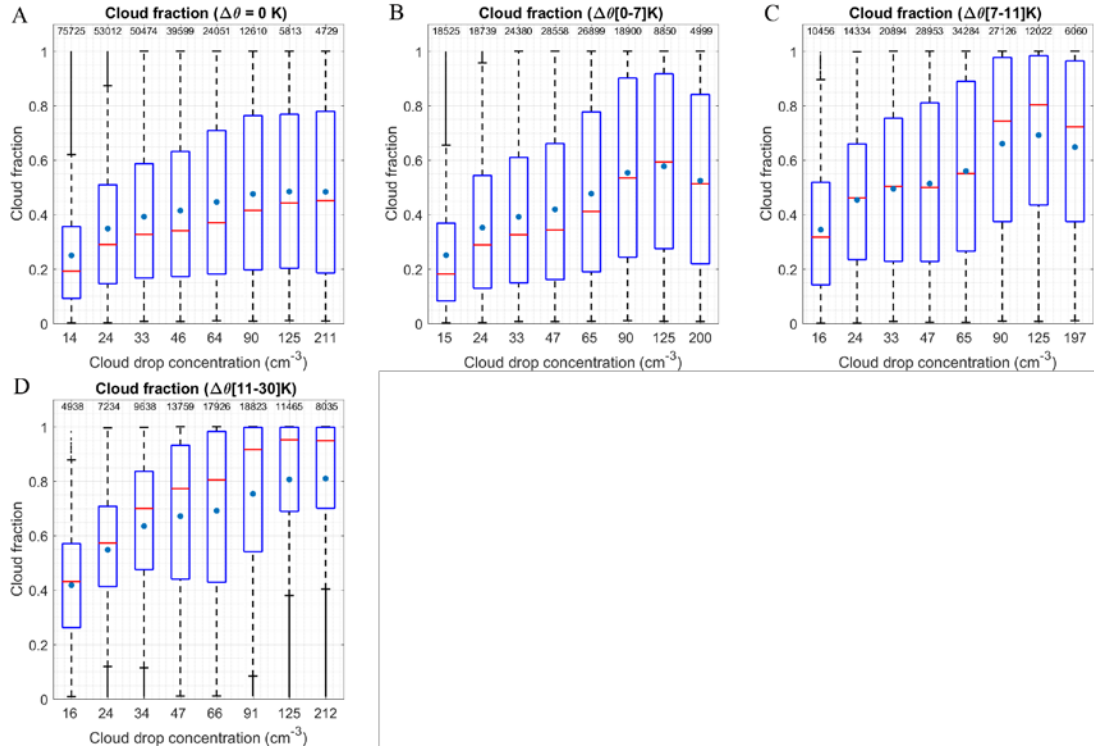 A
Cloud fraction (Δθ = 0 K)
75725 53012 50474 39599 24051 12610 5813 4729
1
0.8
0.6
0.4
0.2
0
Cloud fraction
14 24 33 46 64 90 125 211
Cloud drop concentration (cm⁻³)
B
Cloud fraction (Δθ[0-7]K)
18525 18739 24380 28558 26899 18900 8850 4999
1
0.8
0.6
0.4
0.2
0
Cloud fraction
15 24 33 47 65 90 125 200
Cloud drop concentration (cm⁻³)
C
Cloud fraction (Δθ[7-11]K)
10456 14334 20894 28953 34284 27126 12022 6060
1
0.8
0.6
0.4
0.2
0
Cloud fraction
16 24 33 47 65 90 125 197
Cloud drop concentration (cm⁻³)
D
Cloud fraction (Δθ[11-30]K)
4938 7234 9638 13759 17926 18823 11465 8035
1
0.8
0.6
0.4
0.2
0
Cloud fraction
16 24 34 47 66 91 125 212
Cloud drop concentration (cm⁻³)